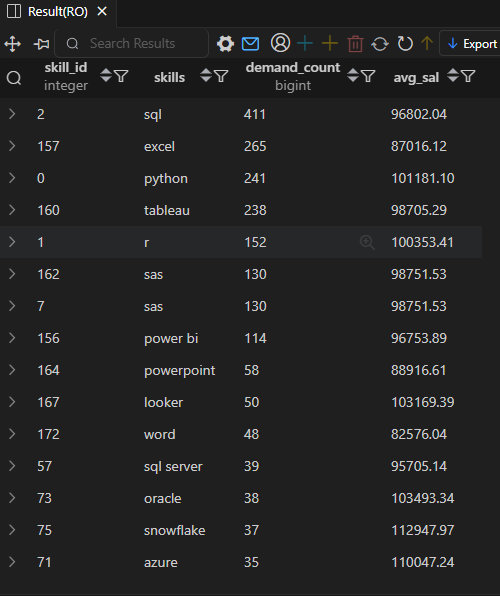 Result(RO)
Search Results Export
skill_id skills demand_count avg_sal
integer bigint
2 sql 411 96802.04
157 excel 265 87016.12
0 python 241 101181.10
160 tableau 238 98705.29
1 r 152 100353.41
162 sas 130 98751.53
7 sas 130 98751.53
156 power bi 114 96753.89
164 powerpoint 58 88916.61
167 looker 50 103169.39
172 word 48 82576.04
57 sql server 39 95705.14
73 oracle 38 103493.34
75 snowflake 37 112947.97
71 azure 35 110047.24